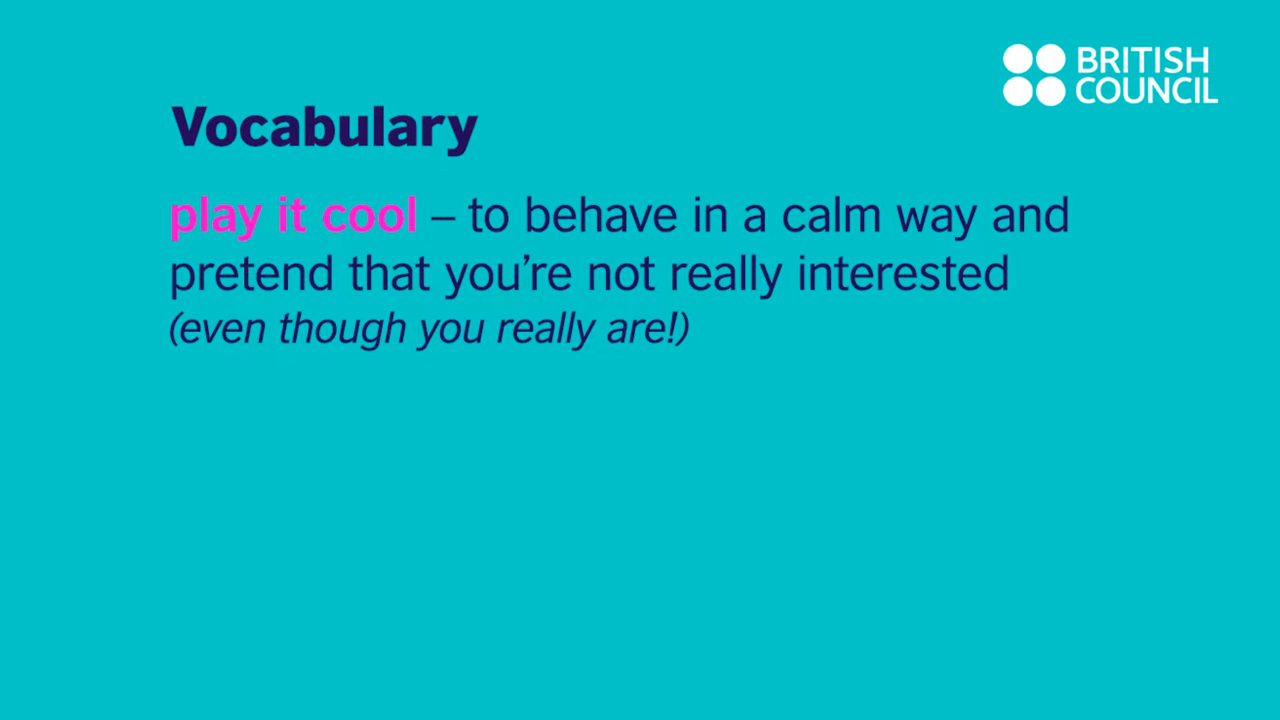 BRITISH
COUNCIL
Vocabulary
play it cool – to behave in a calm way and
pretend that you’re not really interested
(even though you really are!)